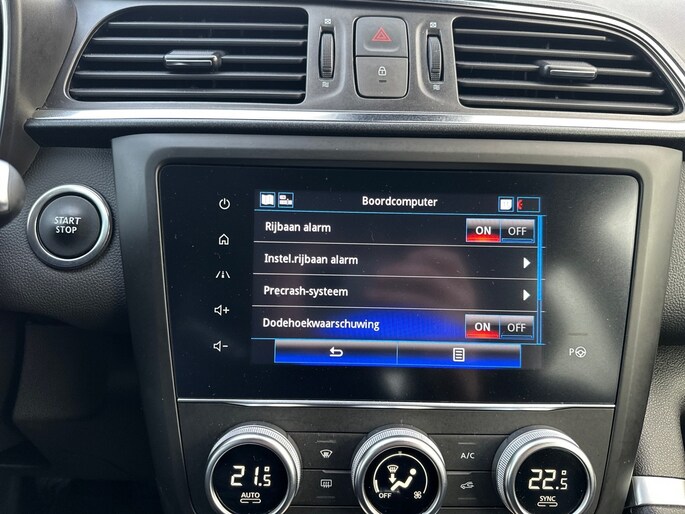 START
STOP
Boordcomputer
Rijbaan alarm ON OFF
Instel.rijbaan alarm
Precrash-systeem
Dodehoekwaarschuwing ON OFF
P
A/C
21.5
AUTO
OFF
22.5
SYNC